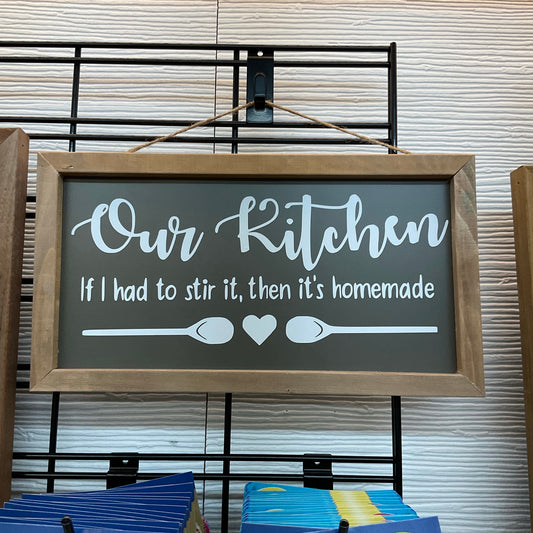 Our Kitchen
If I had to stir it, then it's homemade